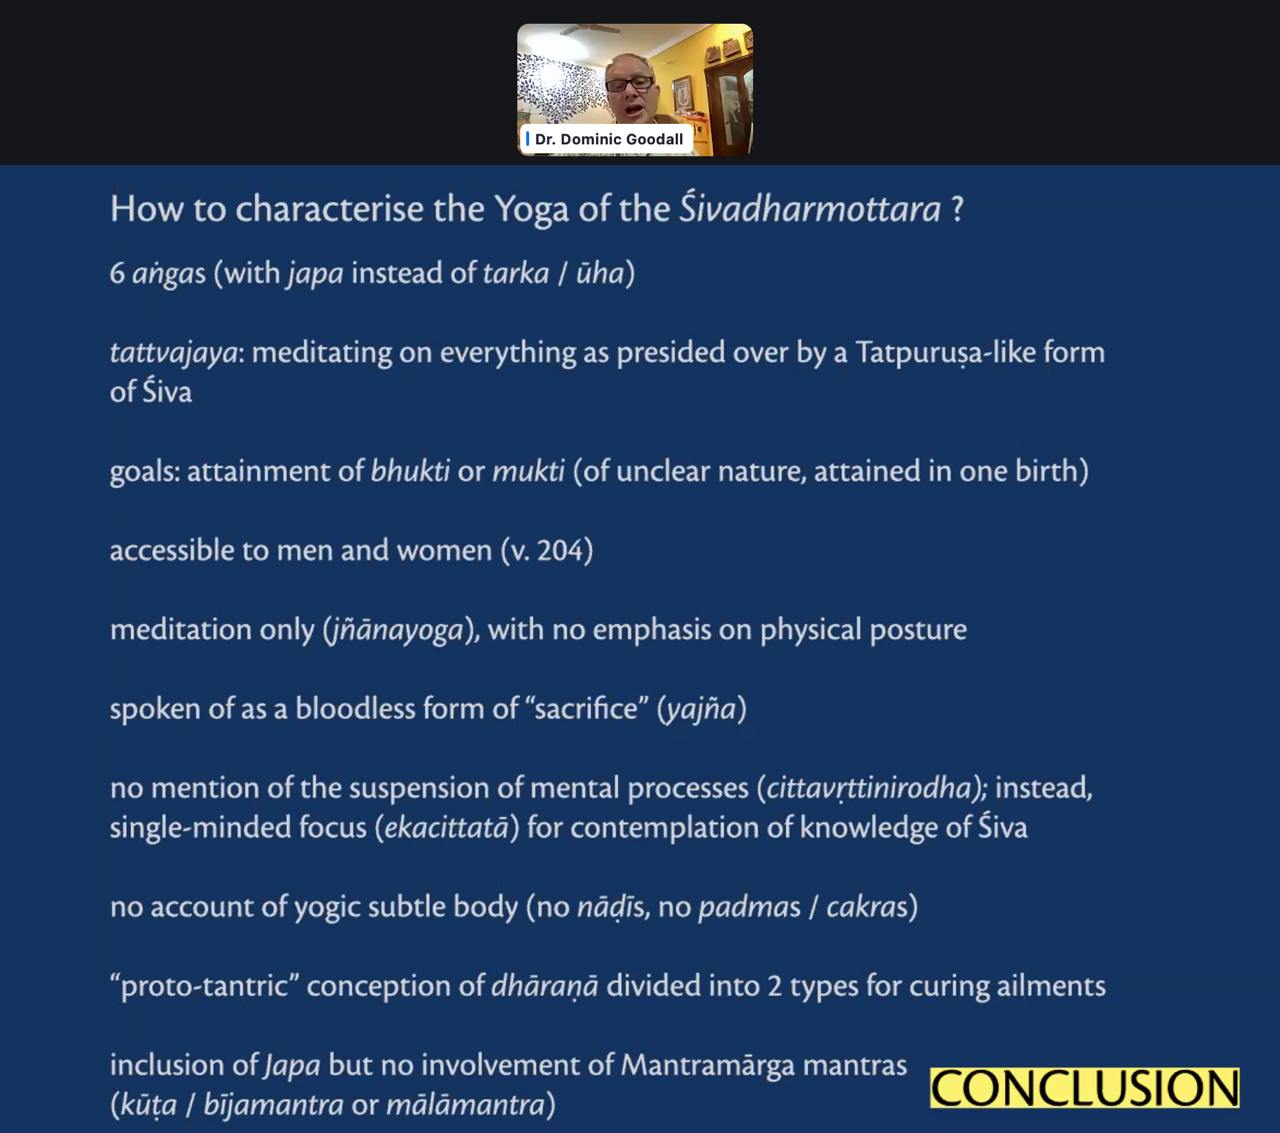 Dr. Dominic Goodall
How to characterise the Yoga of the Śivadharmottara ?
6 aṅgas (with japa instead of tarka / ūha)
tattvajaya: meditating on everything as presided over by a Tatpuruṣa-like form
of Śiva
goals: attainment of bhukti or mukti (of unclear nature, attained in one birth)
accessible to men and women (v. 204)
meditation only (jñānayoga), with no emphasis on physical posture
spoken of as a bloodless form of “sacrifice” (yajña)
no mention of the suspension of mental processes (cittavṛttinirodha); instead,
single-minded focus (ekacittatā) for contemplation of knowledge of Śiva
no account of yogic subtle body (no nāḍīs, no padmas / cakras)
“proto-tantric” conception of dhāraṇā divided into 2 types for curing ailments
inclusion of Japa but no involvement of Mantramārga mantras
(kūṭa / bījamantra or mālāmantra)
CONCLUSION